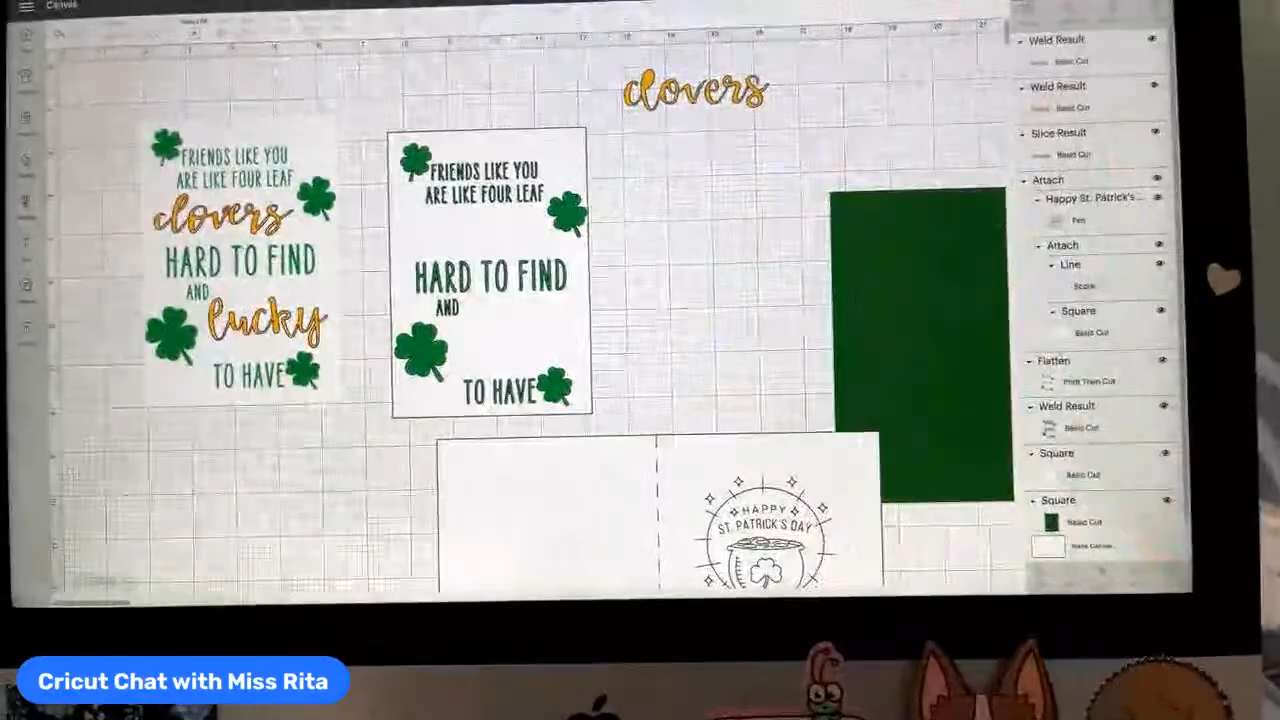 Canvas
clovers
FRIENDS LIKE YOU
ARE LIKE FOUR LEAF
clovers
HARD TO FIND
AND
lucky
TO HAVE
FRIENDS LIKE YOU
ARE LIKE FOUR LEAF
HARD TO FIND
AND
TO HAVE
HAPPY
ST. PATRICK'S DAY
Weld Result
Basic Cut
Weld Result
Basic Cut
Slice Result
Basic Cut
Attach
Happy St. Patrick's ...
Pen
Attach
Line
Score
Square
Basic Cut
Flatten
Print Then Cut
Weld Result
Basic Cut
Square
Basic Cut
Square
Basic Cut
Cricut Chat with Miss Rita